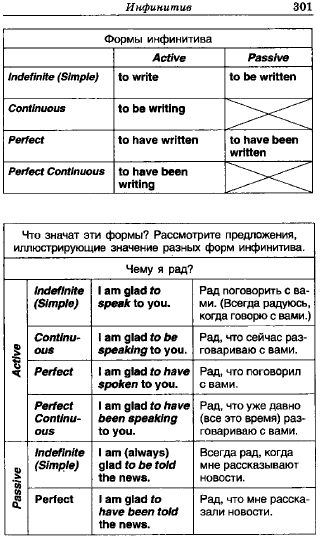 Инфинитив 301
Формы инфинитива
Active Passive
Indefinite (Simple) to write to be written
Continuous to be writing
Perfect to have written to have been
written
Perfect Continuous to have been
writing
Что значат эти формы? Рассмотрите предложения,
иллюстрирующие значение разных форм инфинитива.
Чему я рад?
Active
Indefinite I am glad to Рад поговорить с ва-
(Simple) speak to you. ми. (Всегда радуюсь,
когда говорю с вами.)
Continu- I am glad to be Рад, что сейчас раз-
ous speaking to you. говариваю с вами.
Perfect I am glad to have Рад, что поговорил
spoken to you. с вами.
Perfect I am glad to have Рад, что уже давно
Continu- been speaking (все это время) раз-
ous to you. говариваю с вами.
Passive
Indefinite I am (always) Всегда рад, когда
(Simple) glad to be told мне рассказывают
the news. новости.
Perfect I am glad to Рад, что мне расска-
have been told зали новости.
the news.